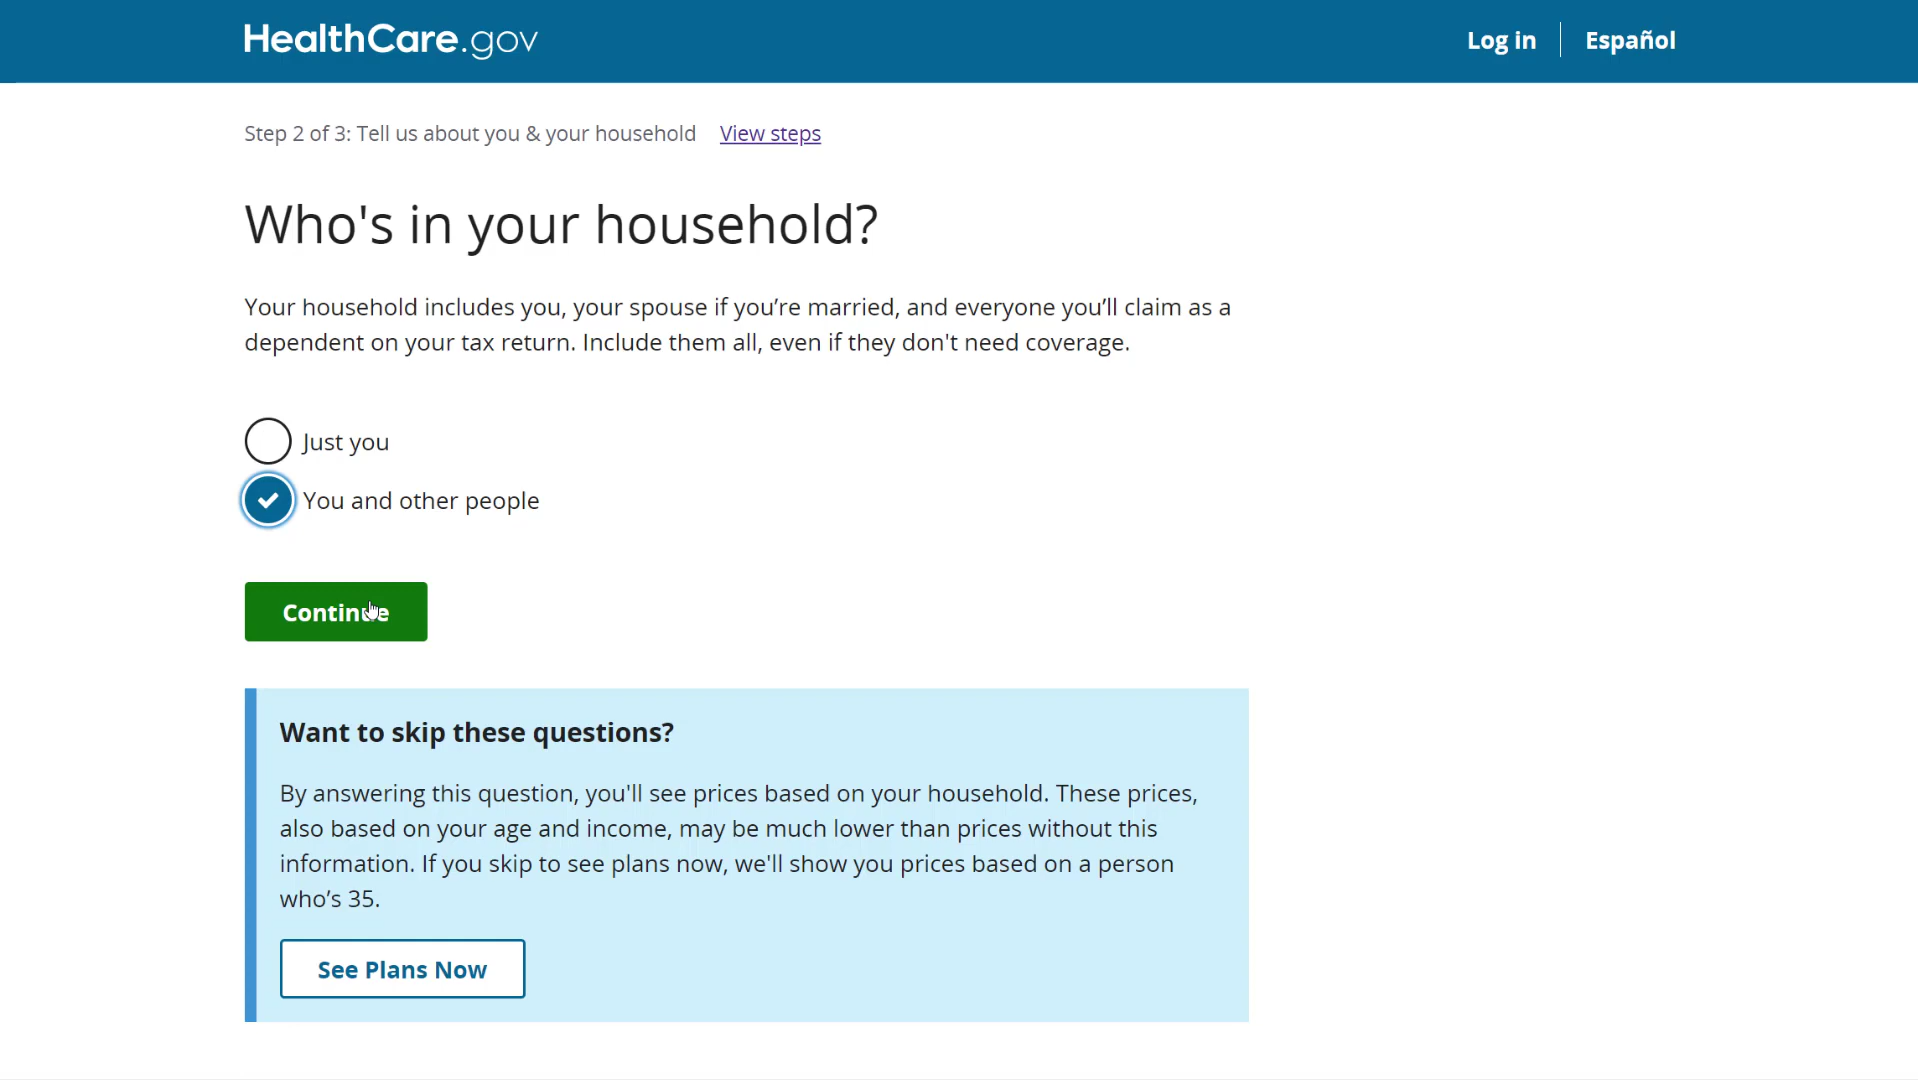 HealthCare.gov
Log in
Español
Step 2 of 3: Tell us about you & your household
View steps
Who's in your household?
Your household includes you, your spouse if you’re married, and everyone you’ll claim as a
dependent on your tax return. Include them all, even if they don't need coverage.
Just you
You and other people
Continue
Want to skip these questions?
By answering this question, you'll see prices based on your household. These prices,
also based on your age and income, may be much lower than prices without this
information. If you skip to see plans now, we'll show you prices based on a person
who’s 35.
See Plans Now